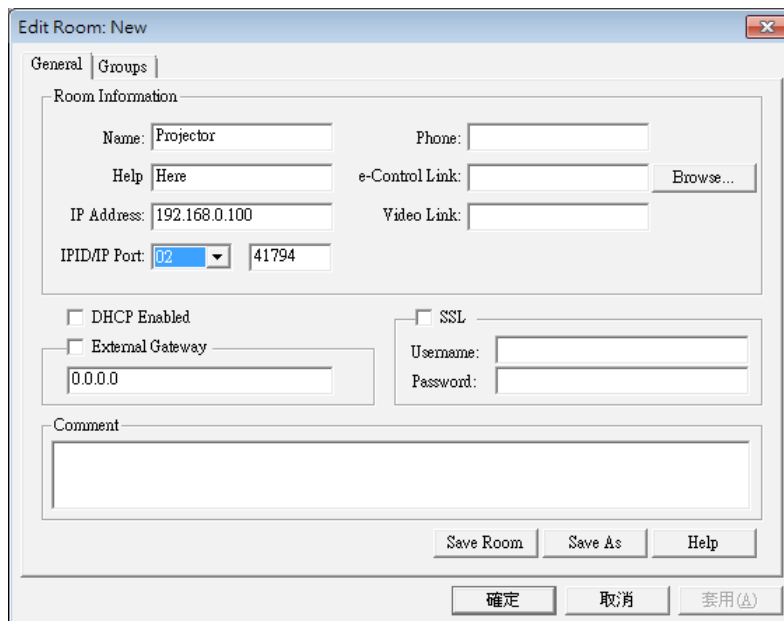 Edit Room: New
General Groups
Room Information
Name: Projector Phone:
Help Here e-Control Link: Browse...
IP Address: 192.168.0.100 Video Link:
IPID/IP Port: 02 41794
DHCP Enabled SSL
External Gateway Username:
0.0.0.0 Password:
Comment
Save Room Save As Help
確定 取消 套用(A)